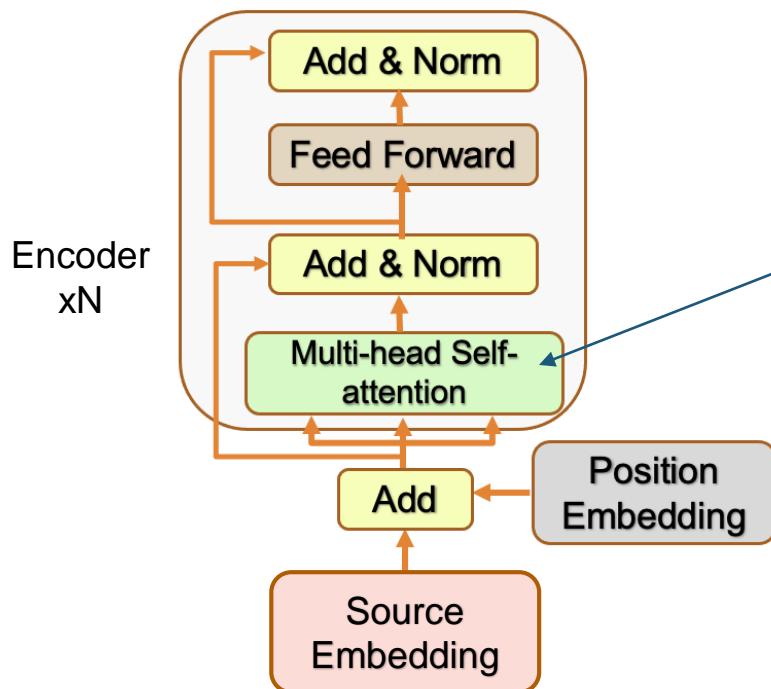 Add & Norm
Feed Forward
Encoder
xN
Add & Norm
Multi-head Self-
attention
Add
Position
Embedding
Source
Embedding